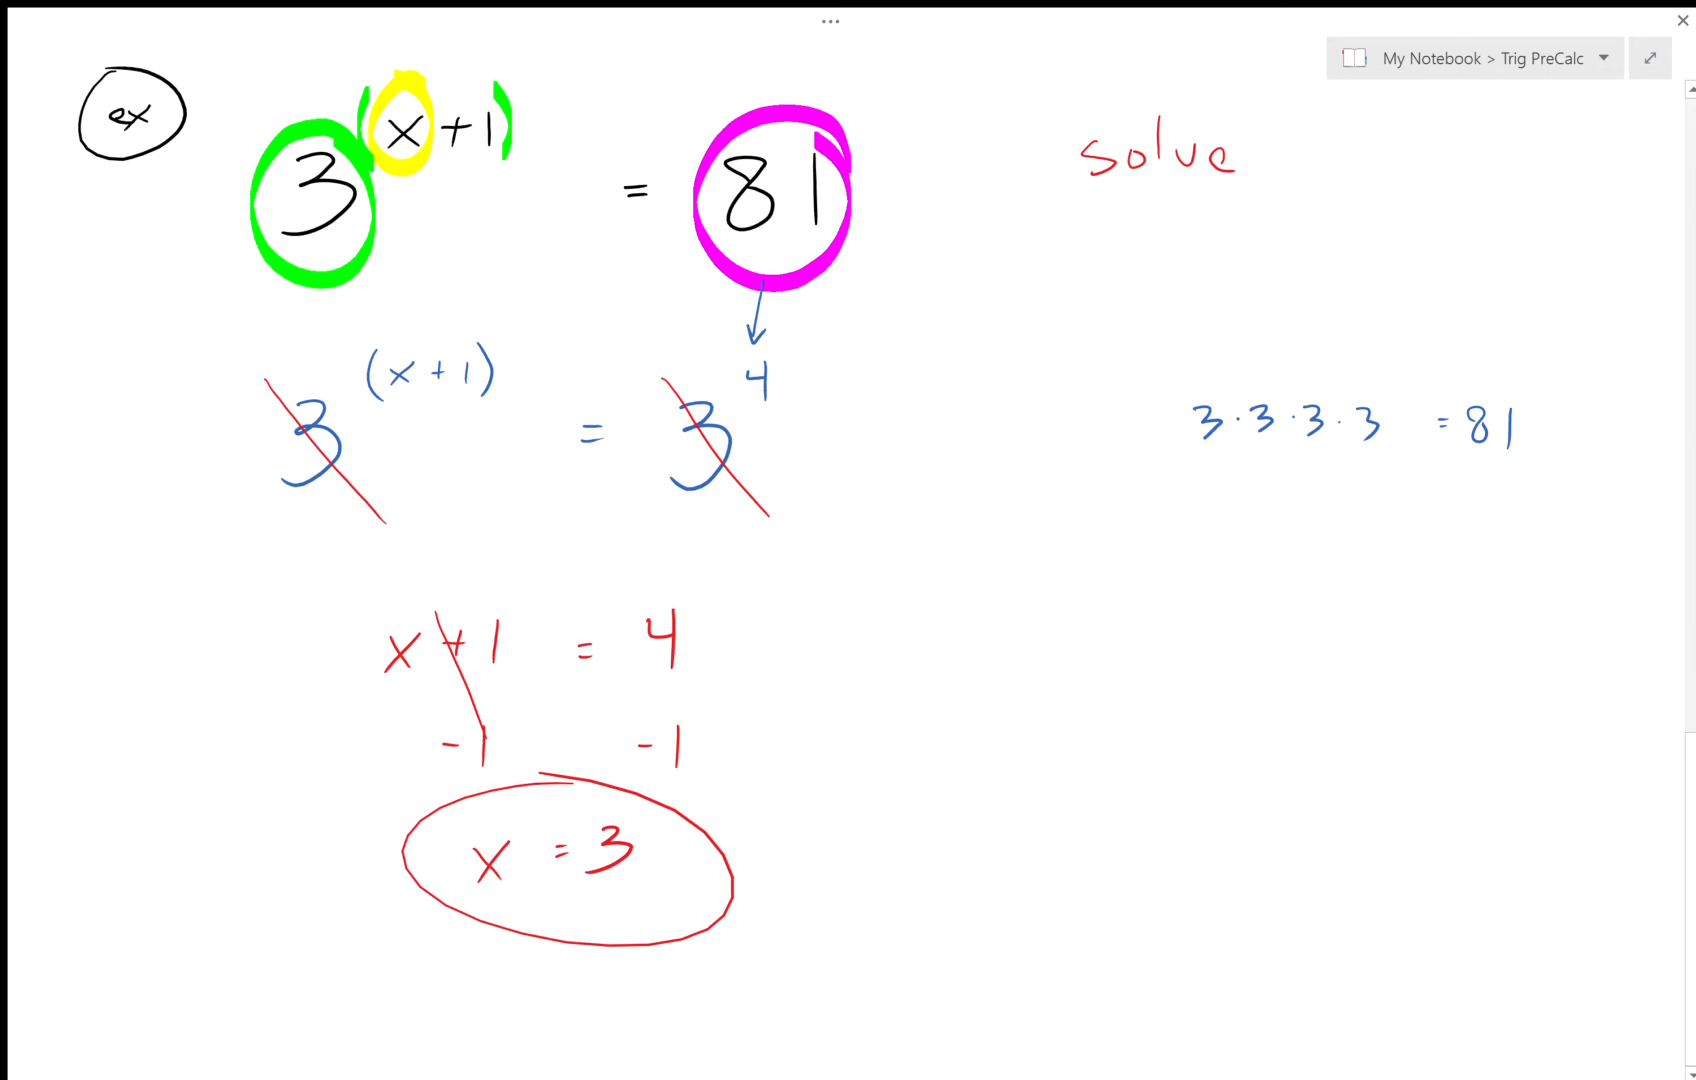 ...
My Notebook > Trig PreCalc
ex
3^(x+1) = 81
solve
3^(x+1) = 3^4
3·3·3·3 = 81
x+1 = 4
-1 -1
x = 3